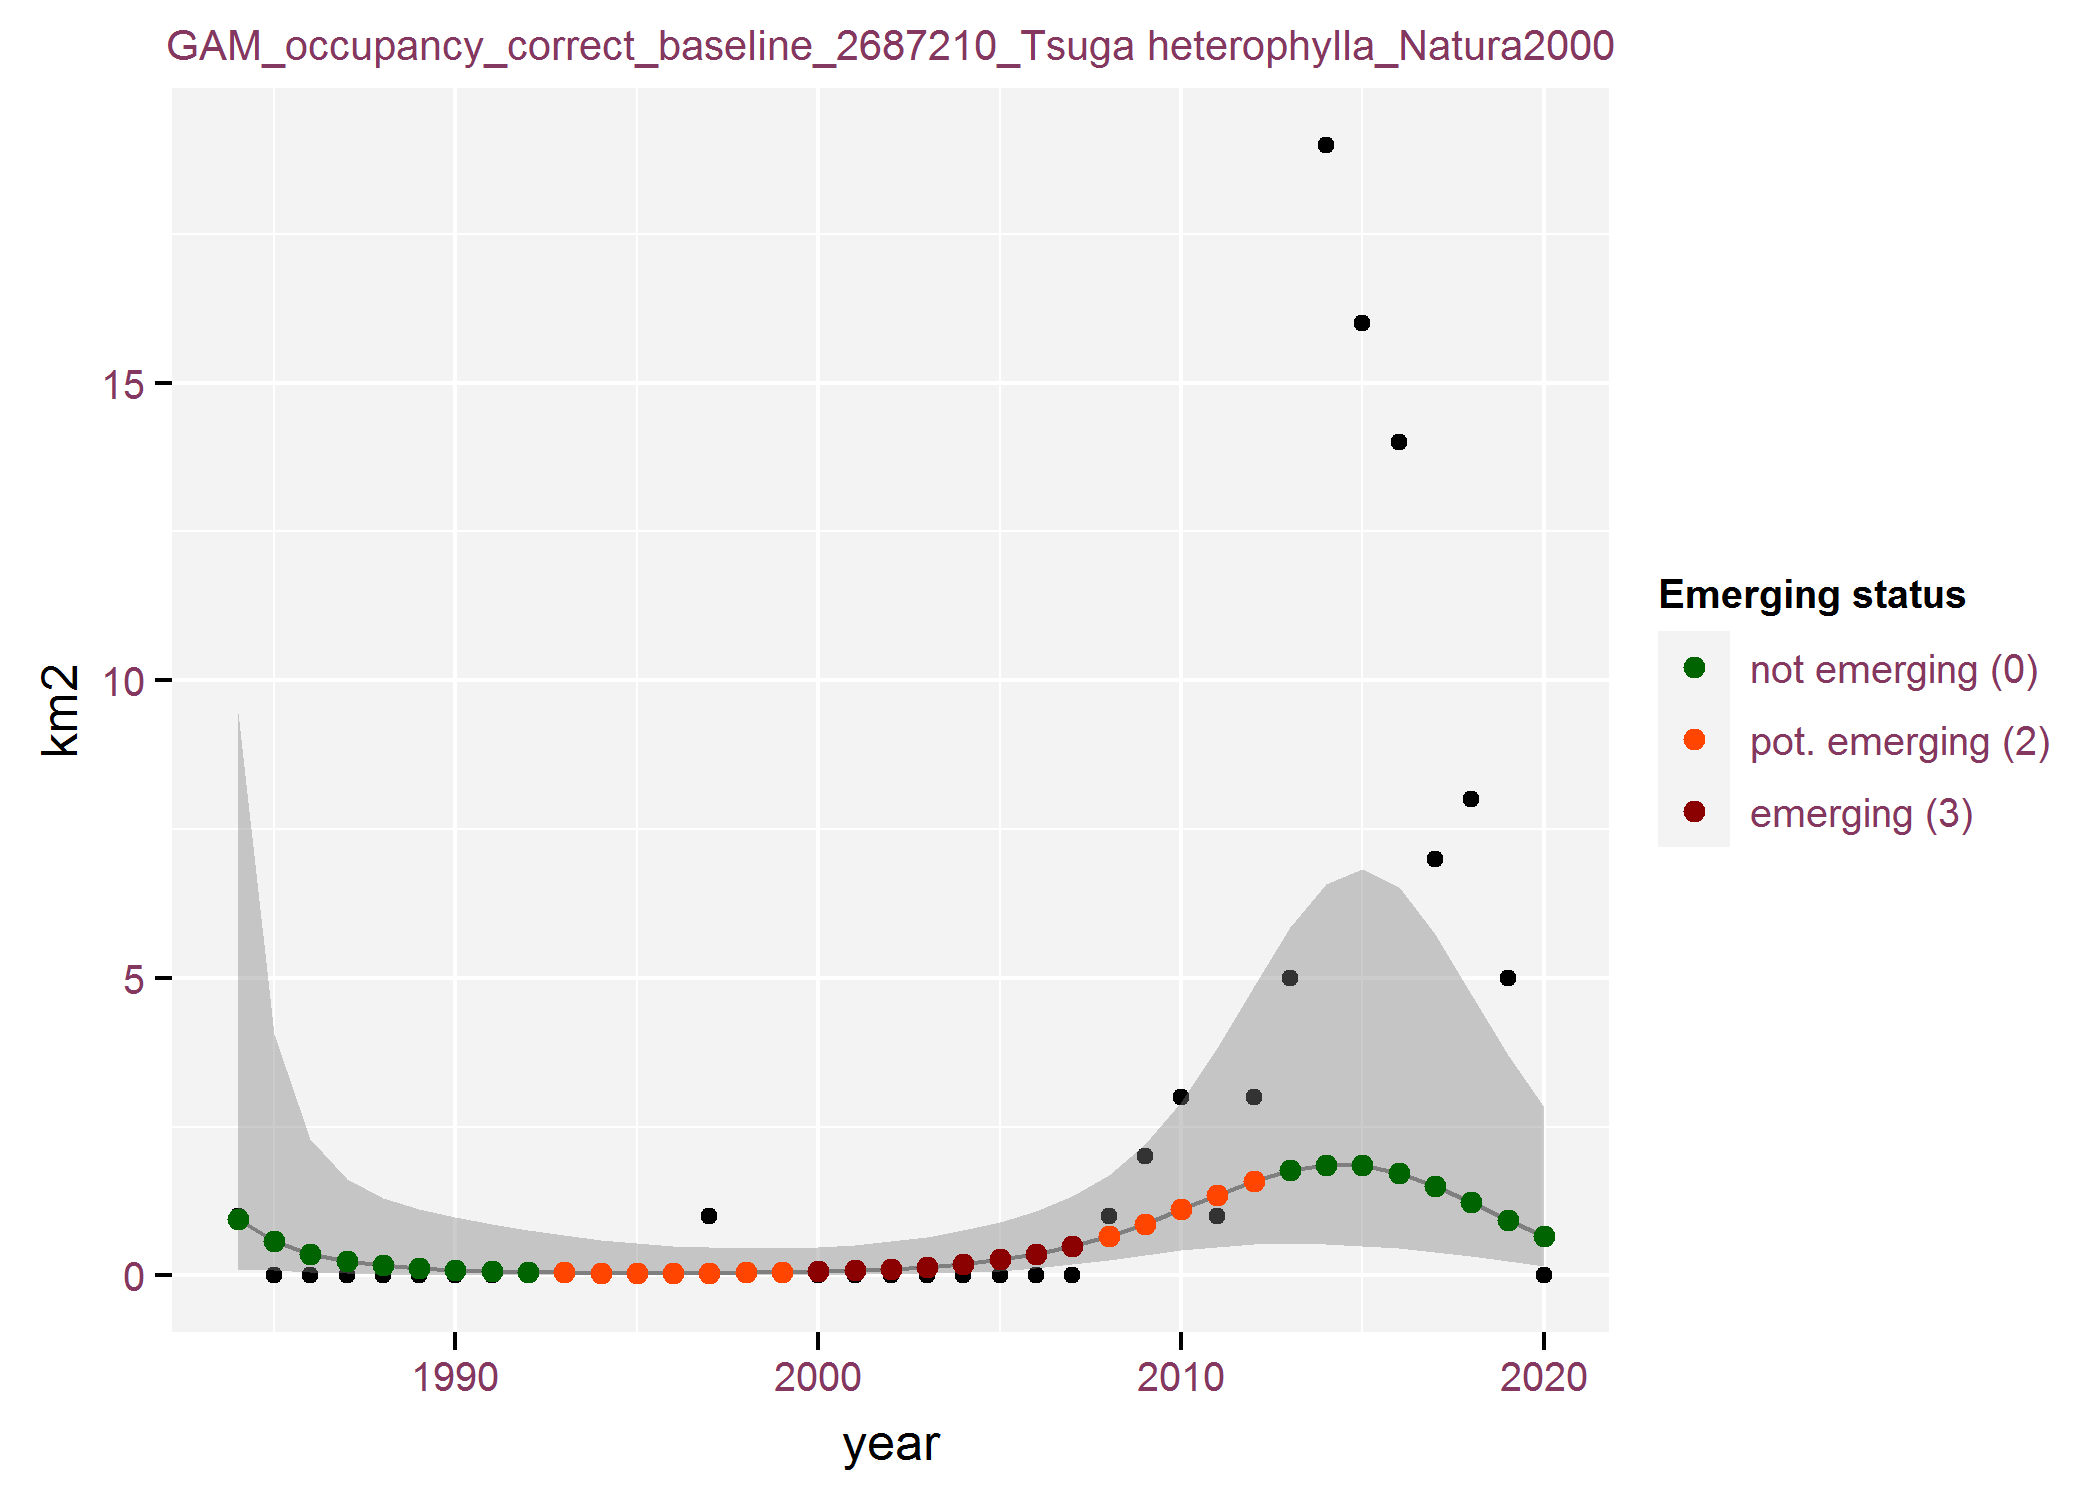 GAM_occupancy_correct_baseline_2687210_Tsuga heterophylla_Natura2000
km2
15
10
5
0
1990
2000
2010
2020
year
Emerging status
not emerging (0)
pot. emerging (2)
emerging (3)